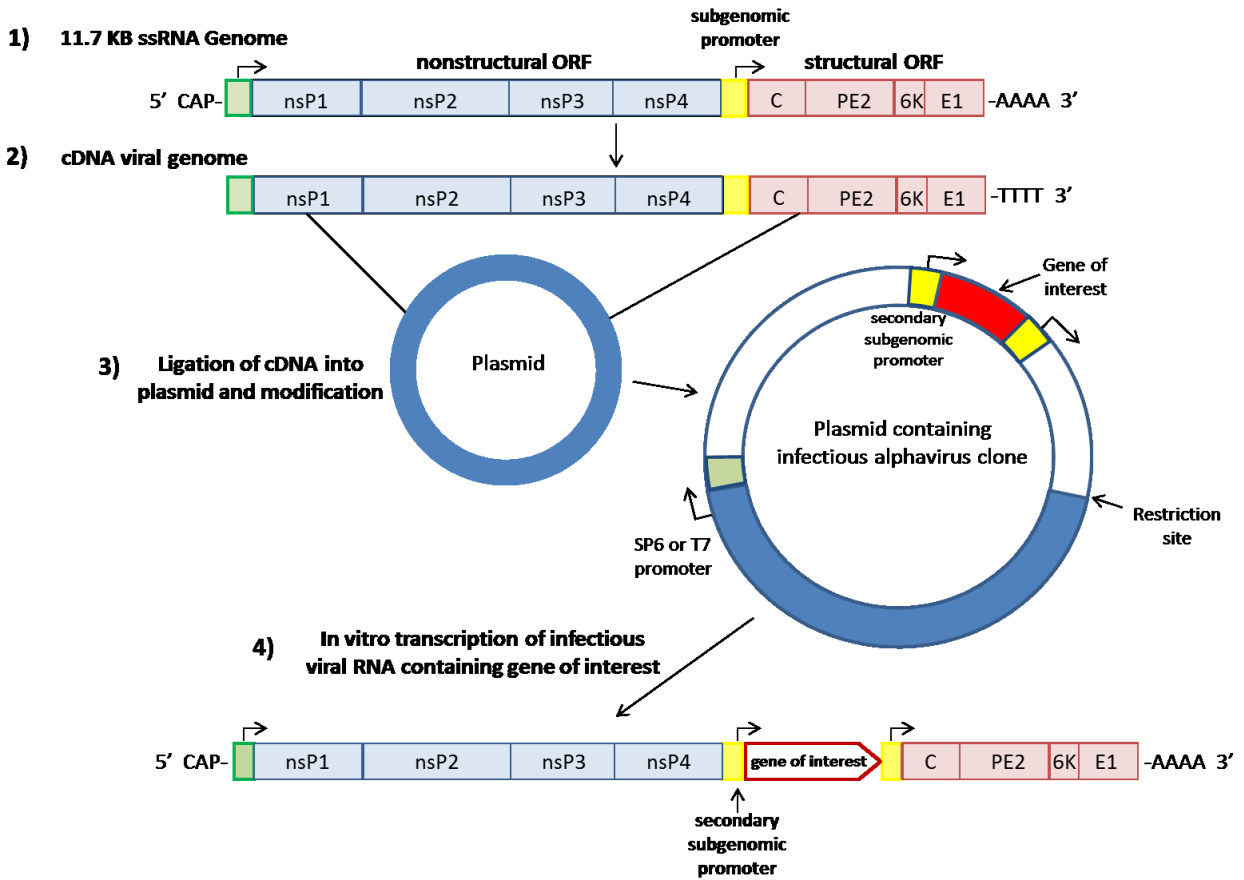 1) 11.7 KB ssRNA Genome
subgenomic
promoter
nonstructural ORF
structural ORF
5’ CAP-
nsP1 nsP2 nsP3 nsP4 C PE2 6K E1
-AAAA 3’
2) cDNA viral genome
nsP1 nsP2 nsP3 nsP4 C PE2 6K E1
-TTTT 3’
3) Ligation of cDNA into
plasmid and modification
Plasmid
Gene of
interest
secondary
subgenomic
promoter
Plasmid containing
infectious alphavirus clone
Restriction
site
SP6 or T7
promoter
4) In vitro transcription of infectious
viral RNA containing gene of interest
5’ CAP-
nsP1 nsP2 nsP3 nsP4 gene of interest C PE2 6K E1
-AAAA 3’
secondary
subgenomic
promoter